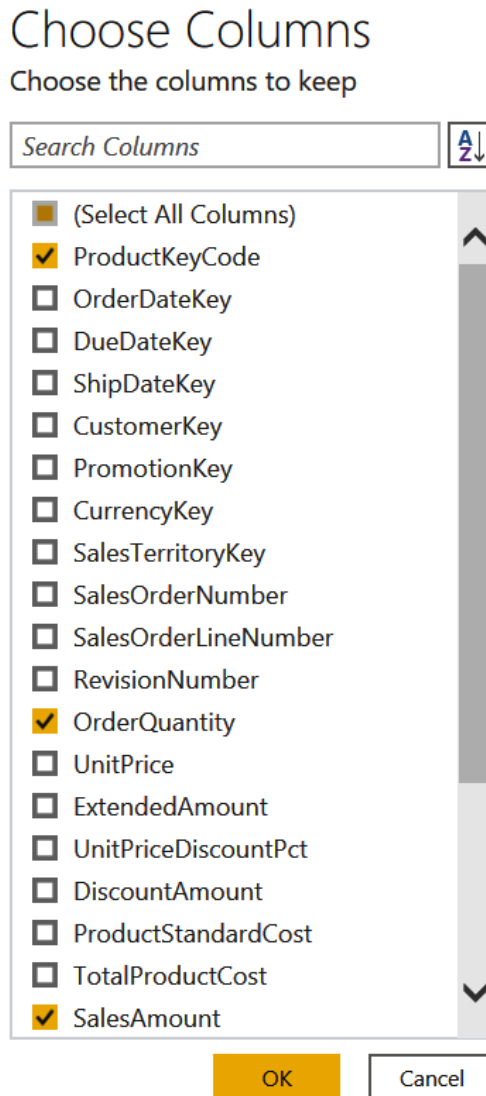 Choose Columns
Choose the columns to keep
Search Columns
A
Z
(Select All Columns)
ProductKeyCode
OrderDateKey
DueDateKey
ShipDateKey
CustomerKey
PromotionKey
CurrencyKey
SalesTerritoryKey
SalesOrderNumber
SalesOrderLineNumber
RevisionNumber
OrderQuantity
UnitPrice
ExtendedAmount
UnitPriceDiscountPct
DiscountAmount
ProductStandardCost
TotalProductCost
SalesAmount
OK Cancel